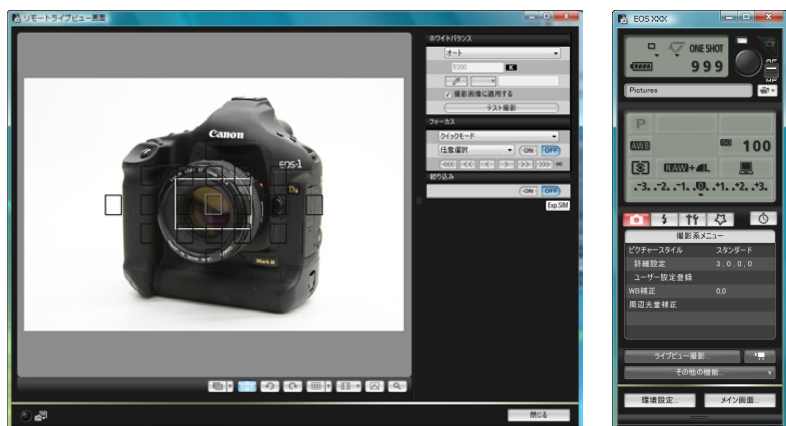 リモートライブビュー画面
ホワイトバランス
オート
5200
K
撮影画像に適用する
テスト撮影
フォーカス
クイックモード
任意選択
ON
OFF
<<<
<<
<
>
>>
>>>
∞
絞り込み
ON
OFF
Exp.SIM
Canon
EOS-1
Ds
Mark III
閉じる
EOS XXX
ONE SHOT
999
AF
MF
Pictures
P
AWB
ISO
100
RAW+ L
-3..-2..-1..0..+1..+2..+3.
撮影系メニュー
ピクチャースタイル
スタンダード
詳細設定
3,0,0,0
ユーザー設定登録
WB補正
0,0
周辺光量補正
ライブビュー撮影...
その他の機能...
環境設定...
メイン画面...